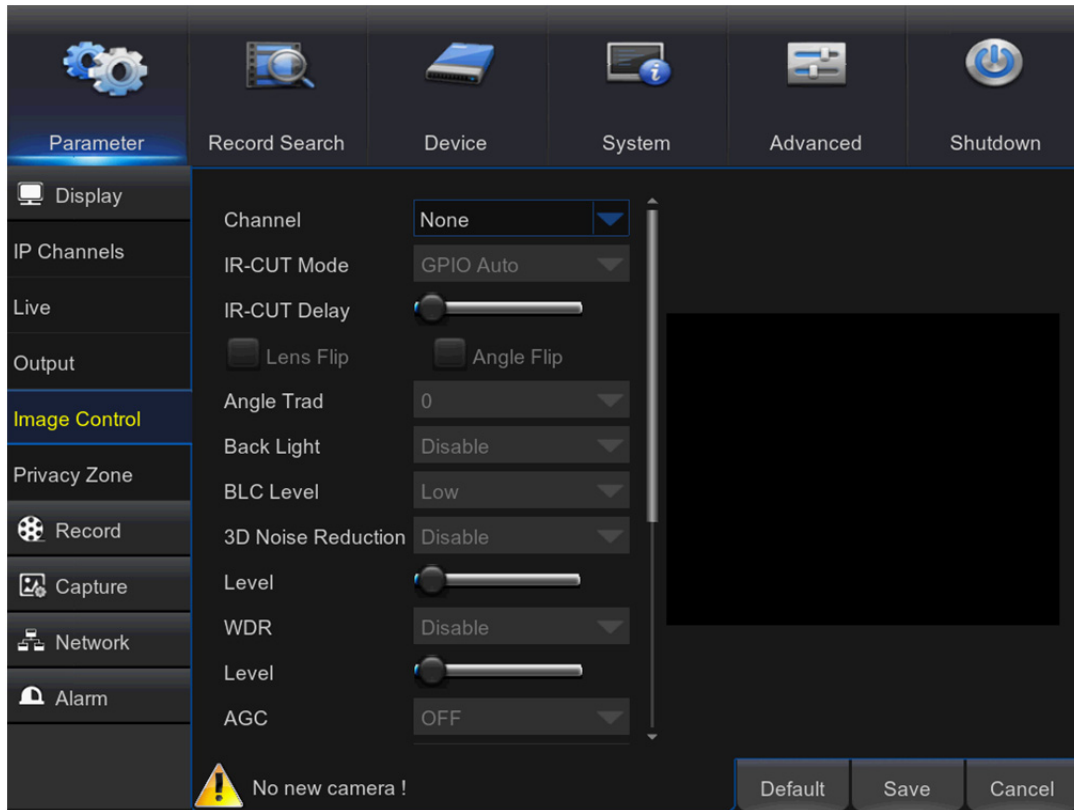 Parameter
Record Search
Device
System
Advanced
Shutdown
Display
IP Channels
Live
Output
Image Control
Privacy Zone
Record
Capture
Network
Alarm
Channel None
IR-CUT Mode GPIO Auto
IR-CUT Delay
Lens Flip Angle Flip
Angle Trad 0
Back Light Disable
BLC Level Low
3D Noise Reduction Disable
Level
WDR Disable
Level
AGC OFF
No new camera !
Default
Save
Cancel